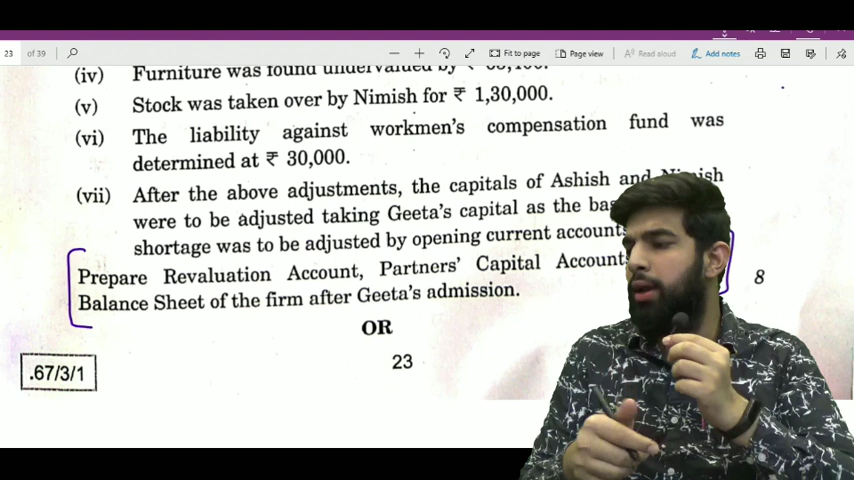 23 of 39
Fit to page Page view Read aloud Add notes
(iv) Furniture was found undervalued by ₹
(v) Stock was taken over by Nimish for ₹ 1,30,000.
(vi) The liability against workmen's compensation fund was
determined at ₹ 30,000.
(vii) After the above adjustments, the capitals of Ashish and
were to be adjusted taking Geeta's capital as the
shortage was to be adjusted by opening current
Prepare Revaluation Account, Partners' Capital
Balance Sheet of the firm after Geeta's admission.
8
OR
23
.67/3/1